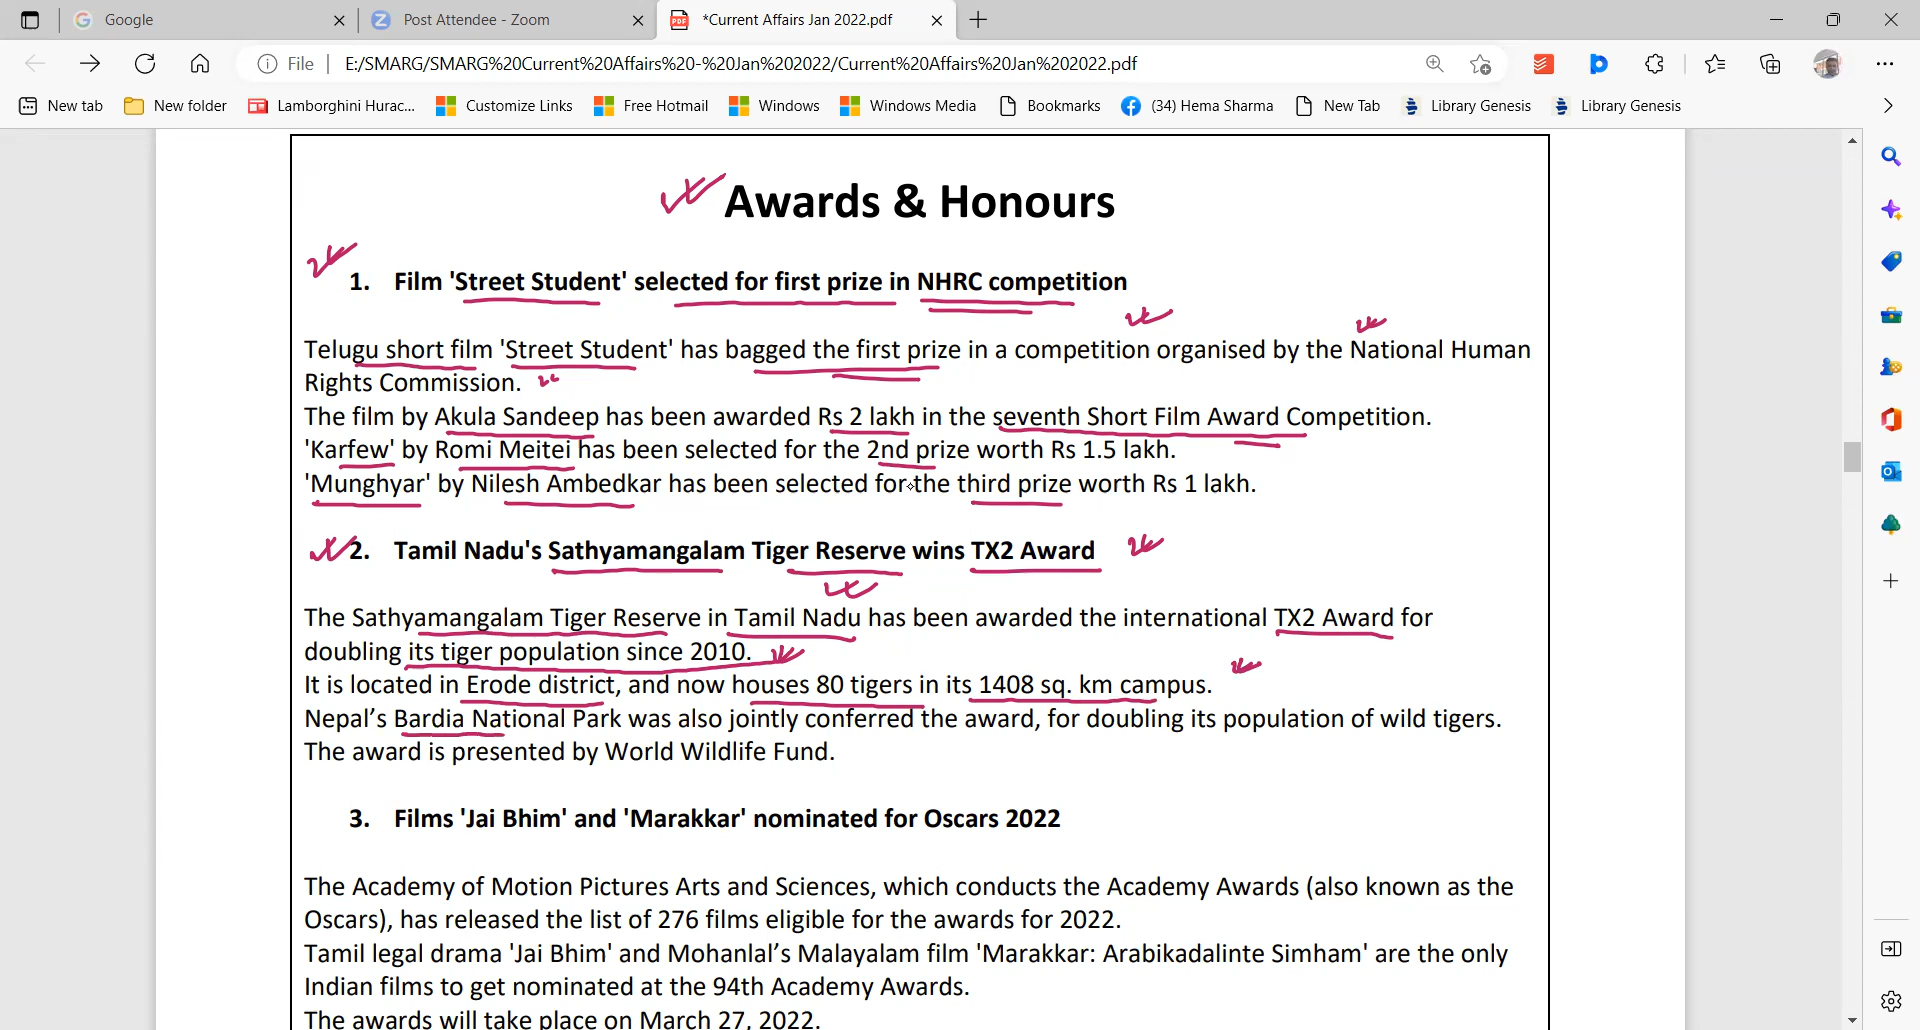 Google
Post Attendee - Zoom
*Current Affairs Jan 2022.pdf
File
E:/SMARG/SMARG%20Current%20Affairs%20-%20Jan%202022/Current%20Affairs%20Jan%202022.pdf
New tab
New folder
Lamborghini Hurac...
Customize Links
Free Hotmail
Windows
Windows Media
Bookmarks
(34) Hema Sharma
New Tab
Library Genesis
Library Genesis
Awards & Honours
1. Film 'Street Student' selected for first prize in NHRC competition
Telugu short film 'Street Student' has bagged the first prize in a competition organised by the National Human
Rights Commission.
The film by Akula Sandeep has been awarded Rs 2 lakh in the seventh Short Film Award Competition.
'Karfew' by Romi Meitei has been selected for the 2nd prize worth Rs 1.5 lakh.
'Munghyar' by Nilesh Ambedkar has been selected for the third prize worth Rs 1 lakh.
2. Tamil Nadu's Sathyamangalam Tiger Reserve wins TX2 Award
The Sathyamangalam Tiger Reserve in Tamil Nadu has been awarded the international TX2 Award for
doubling its tiger population since 2010.
It is located in Erode district, and now houses 80 tigers in its 1408 sq. km campus.
Nepal’s Bardia National Park was also jointly conferred the award, for doubling its population of wild tigers.
The award is presented by World Wildlife Fund.
3. Films 'Jai Bhim' and 'Marakkar' nominated for Oscars 2022
The Academy of Motion Pictures Arts and Sciences, which conducts the Academy Awards (also known as the
Oscars), has released the list of 276 films eligible for the awards for 2022.
Tamil legal drama 'Jai Bhim' and Mohanlal’s Malayalam film 'Marakkar: Arabikadalinte Simham' are the only
Indian films to get nominated at the 94th Academy Awards.
The awards will take place on March 27, 2022.